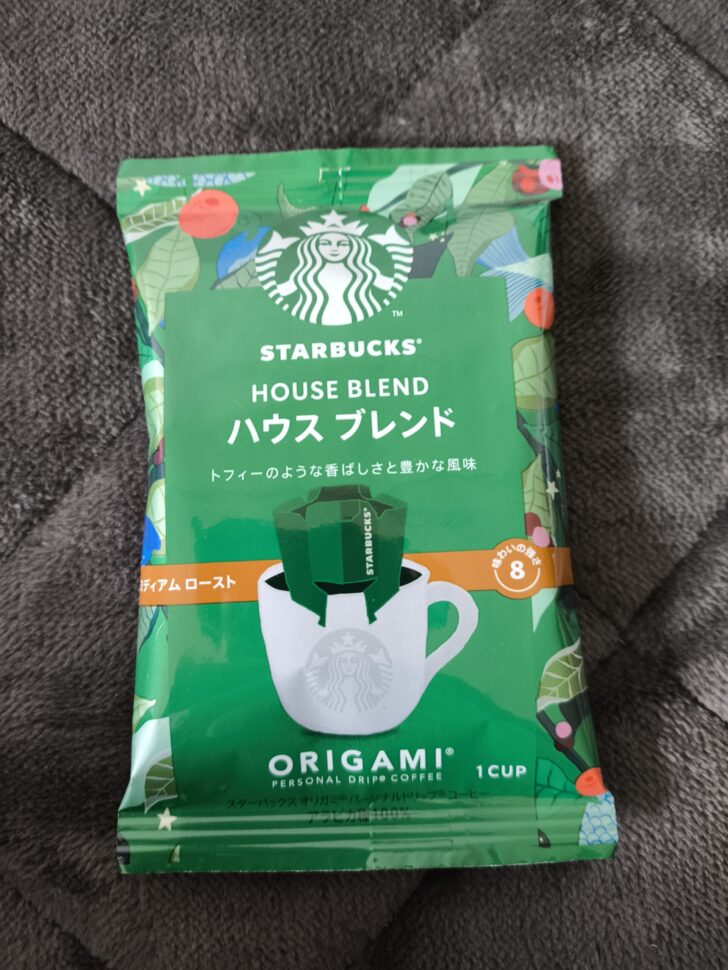 TM
STARBUCKS®
HOUSE BLEND
ハウス ブレンド
トフィーのような香ばしさと豊かな風味
STARBUCKS®
味わいの強さ
8
ミディアム ロースト
ORIGAMI®
PERSONAL DRIP® COFFEE
1 CUP
スターバックス オリガミ® パーソナルドリップ® コーヒー
アラビカ種100%